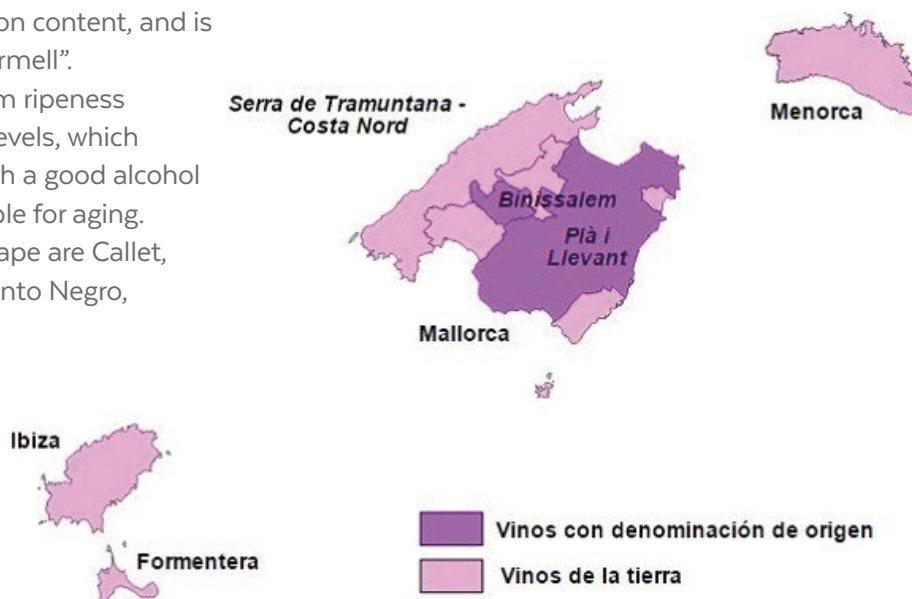 on content, and is
rmell”.
m ripeness
evels, which
h a good alcohol
ole for aging.
ape are Callet,
nto Negro,
Serra de Tramuntana -
Costa Nord
Menorca
Binissalem
Plà i
Llevant
Mallorca
Ibiza
Formentera
Vinos con denominación de origen
Vinos de la tierra